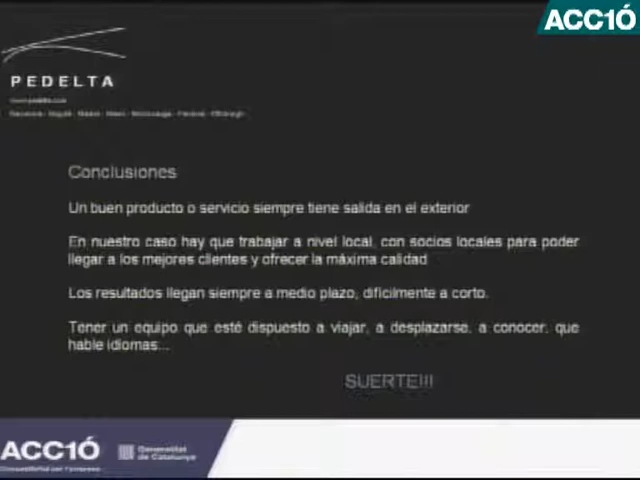 ACC1Ó
PEDELTA
www.pedelta.com
Conclusiones
Un buen producto o servicio siempre tiene salida en el exterior
En nuestro caso hay que trabajar a nivel local, con socios locales para poder
llegar a los mejores clientes y ofrecer la máxima calidad
Los resultados llegan siempre a medio plazo, difícilmente a corto.
Tener un equipo que esté dispuesto a viajar, a desplazarse, a conocer, que
hable idiomas...
SUERTE!!!
ACC1Ó
Generalitat
de Catalunya